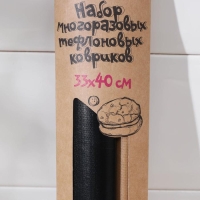 Набор
многоразовых
тефлоновых
ковриков
33х40 см